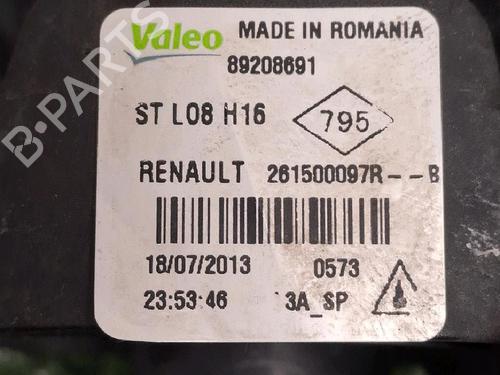 Valeo MADE IN ROMANIA
89208691
ST L08 H16 795
RENAULT 261500097R--B
18/07/2013 0573
23:53:46 3A_SP
B-PARTS